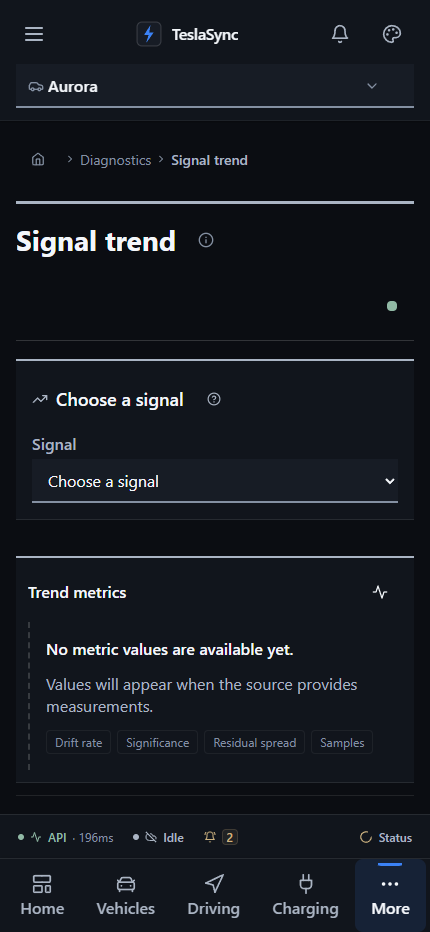 TeslaSync
Aurora
Diagnostics
Signal trend
Signal trend
Choose a signal
Signal
Choose a signal
Trend metrics
No metric values are available yet.
Values will appear when the source provides
measurements.
Drift rate Significance Residual spread Samples
API · 196ms Idle 2 Status
Home Vehicles Driving Charging More